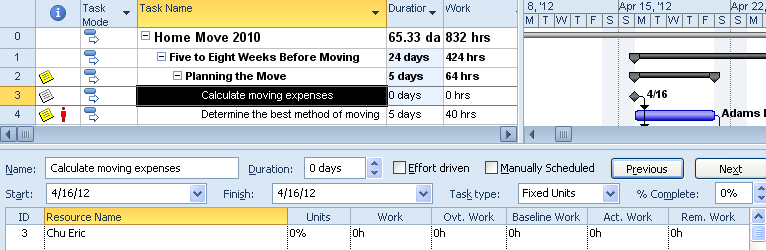 Task Mode Task Name Duration Work 8, '12 Apr 15, '12 Apr 22,
M T W T F S S M T W T F S S M T
0 Home Move 2010 65.33 da 832 hrs
1 Five to Eight Weeks Before Moving 24 days 424 hrs
2 Planning the Move 5 days 64 hrs
3 Calculate moving expenses 0 days 0 hrs 4/16
4 Determine the best method of moving 5 days 40 hrs Adams
Name: Calculate moving expenses Duration: 0 days Effort driven Manually Scheduled Previous Next
Start: 4/16/12 Finish: 4/16/12 Task type: Fixed Units % Complete: 0%
ID Resource Name Units Work Ovt. Work Baseline Work Act. Work Rem. Work
3 Chu Eric 0% 0h 0h 0h 0h 0h